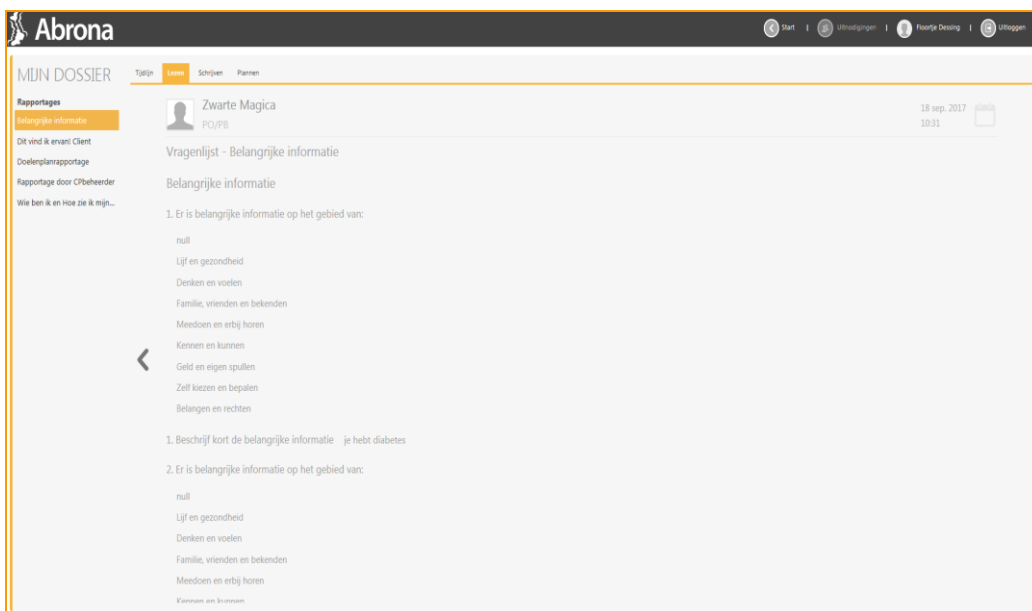 Abrona
Start | Uitnodigingen | Floortje Dessing | Uitloggen
MIJN DOSSIER
Tijdlijn Lezen Schrijven Plannen
Rapportages
Belangrijke informatie
Dit vind ik ervan! Client
Doelenplanrapportage
Rapportage door CPbeheerder
Wie ben ik en Hoe zie ik mijn...
Zwarte Magica
PO/PB
18 sep. 2017
10:31
Vragenlijst - Belangrijke informatie
Belangrijke informatie
1. Er is belangrijke informatie op het gebied van:
null
Lijf en gezondheid
Denken en voelen
Familie, vrienden en bekenden
Meedoen en erbij horen
Kennen en kunnen
Geld en eigen spullen
Zelf kiezen en bepalen
Belangen en rechten
1. Beschrijf kort de belangrijke informatie je hebt diabetes
2. Er is belangrijke informatie op het gebied van:
null
Lijf en gezondheid
Denken en voelen
Familie, vrienden en bekenden
Meedoen en erbij horen
Kennen en kunnen